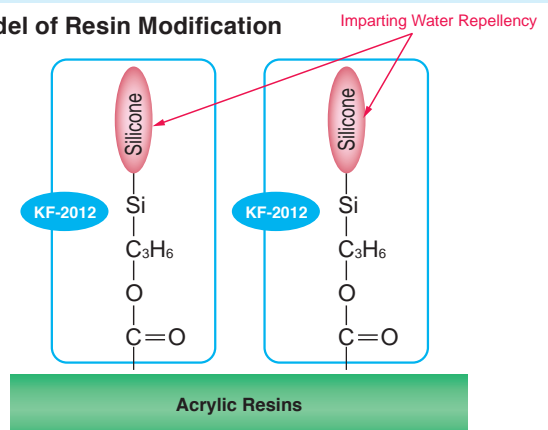 del of Resin Modification
Imparting Water Repellency
Silicone
Silicone
KF-2012
Si
KF-2012
Si
C₃H₆
C₃H₆
O
O
C=O
C=O
Acrylic Resins